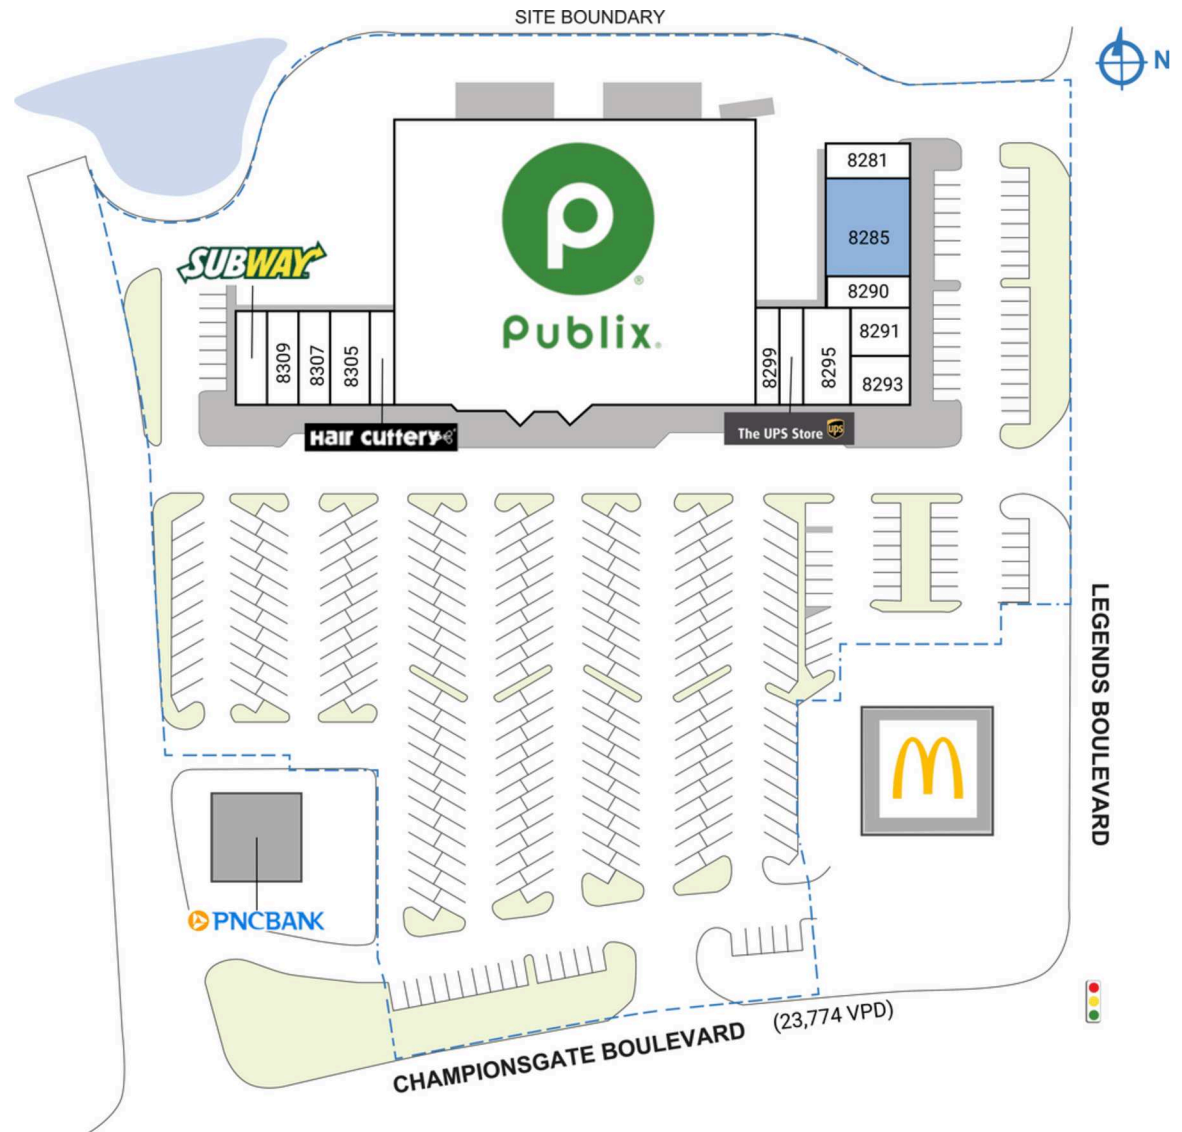 SITE BOUNDARY
N
8281
Publix®
8285
SUBWAY
8290
8309
8307
8305
8299
8295
8291
8293
Hair Cuttery
The UPS Store ups
LEGENDS BOULEVARD
PNCBANK
(23,774 VPD)
CHAMPIONSGATE BOULEVARD